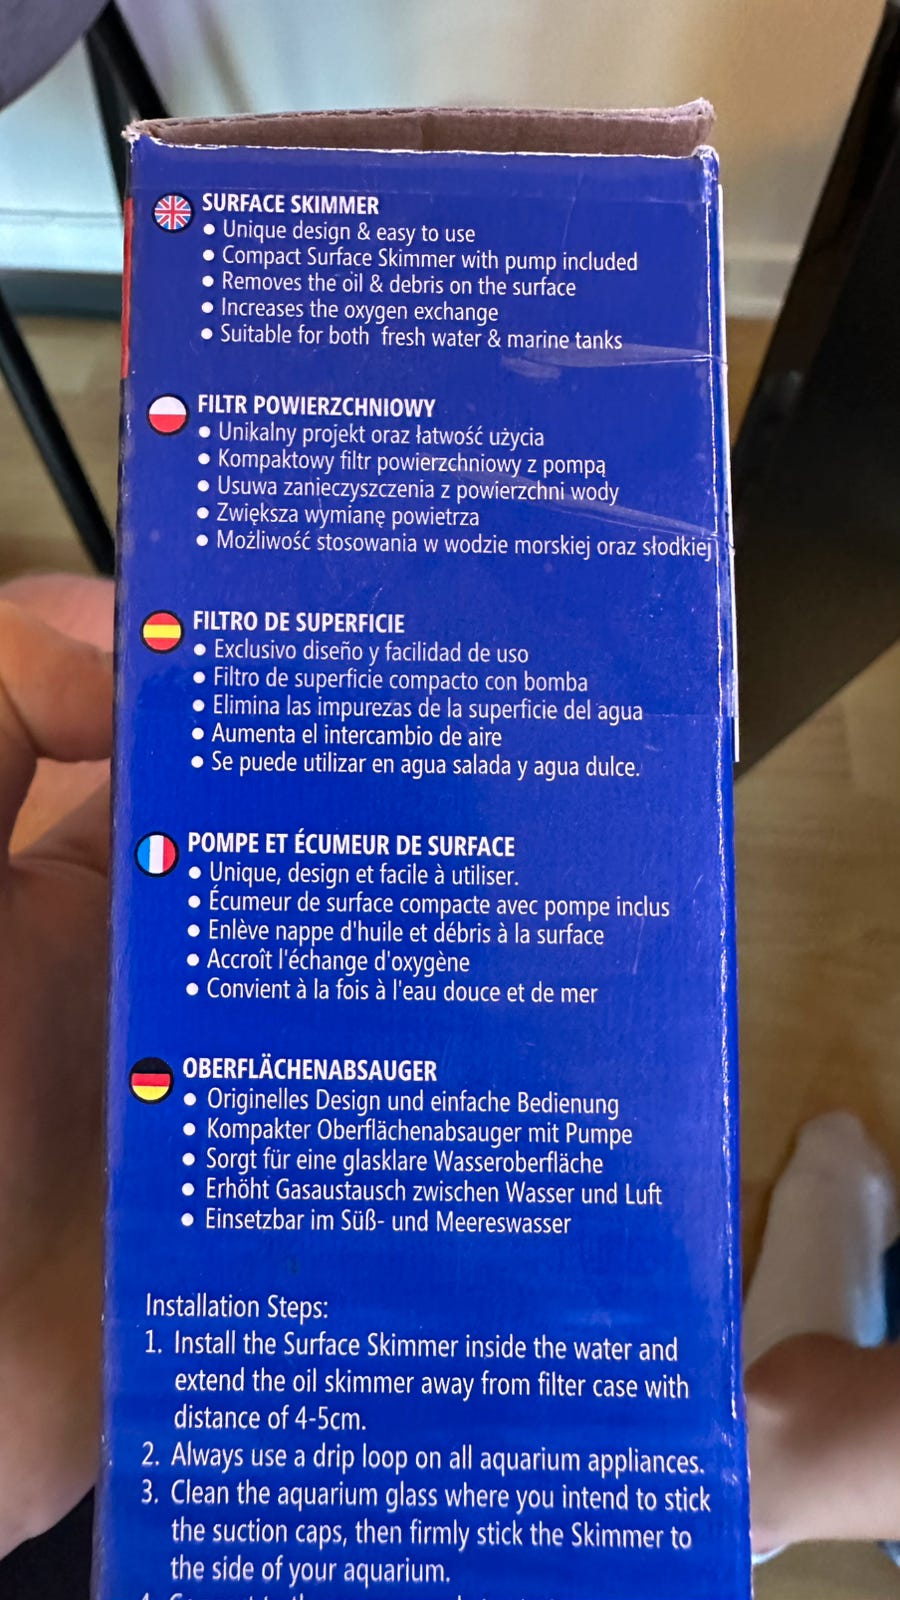 SURFACE SKIMMER
● Unique design & easy to use
● Compact Surface Skimmer with pump included
● Removes the oil & debris on the surface
● Increases the oxygen exchange
● Suitable for both fresh water & marine tanks
FILTR POWIERZCHNIOWY
● Unikalny projekt oraz łatwość użycia
● Kompaktowy filtr powierzchniowy z pompą
● Usuwa zanieczyszczenia z powierzchni wody
● Zwiększa wymianę powietrza
● Możliwość stosowania w wodzie morskiej oraz słodkiej
FILTRO DE SUPERFICIE
● Exclusivo diseño y facilidad de uso
● Filtro de superficie compacto con bomba
● Elimina las impurezas de la superficie del agua
● Aumenta el intercambio de aire
● Se puede utilizar en agua salada y agua dulce.
POMPE ET ÉCUMEUR DE SURFACE
● Unique, design et facile à utiliser.
● Écumeur de surface compacte avec pompe inclus
● Enlève nappe d'huile et débris à la surface
● Accroît l'échange d'oxygène
● Convient à la fois à l'eau douce et de mer
OBERFLÄCHENABSAUGER
● Originelles Design und einfache Bedienung
● Kompakter Oberflächenabsauger mit Pumpe
● Sorgt für eine glasklare Wasseroberfläche
● Erhöht Gasaustausch zwischen Wasser und Luft
● Einsetzbar im Süß- und Meereswasser
Installation Steps:
1. Install the Surface Skimmer inside the water and
extend the oil skimmer away from filter case with
distance of 4-5cm.
2. Always use a drip loop on all aquarium appliances.
3. Clean the aquarium glass where you intend to stick
the suction caps, then firmly stick the Skimmer to
the side of your aquarium.